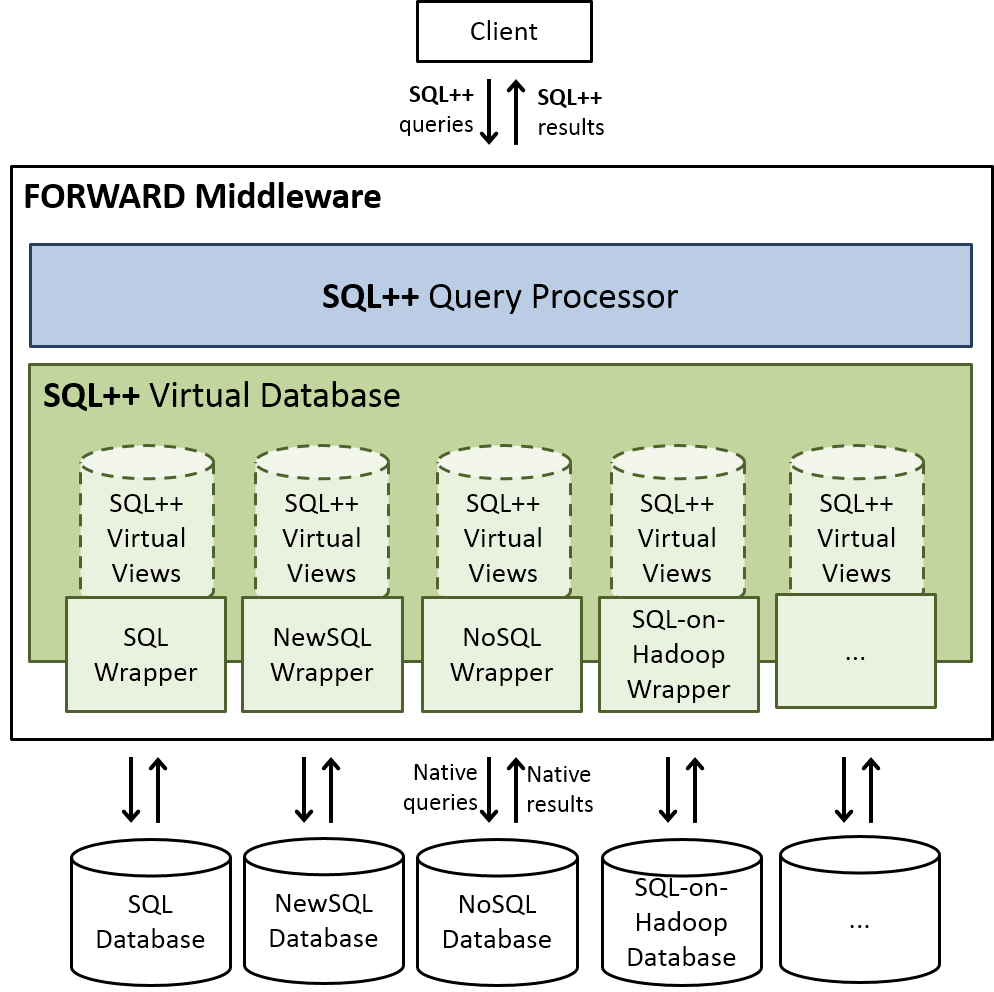 Client
SQL++
queries
SQL++
results
FORWARD Middleware
SQL++ Query Processor
SQL++ Virtual Database
SQL++
Virtual
Views
SQL++
Virtual
Views
SQL++
Virtual
Views
SQL++
Virtual
Views
SQL++
Virtual
Views
SQL
Wrapper
NewSQL
Wrapper
NoSQL
Wrapper
SQL-on-
Hadoop
Wrapper
...
Native
queries
Native
results
SQL
Database
NewSQL
Database
NoSQL
Database
SQL-on-
Hadoop
Database
...